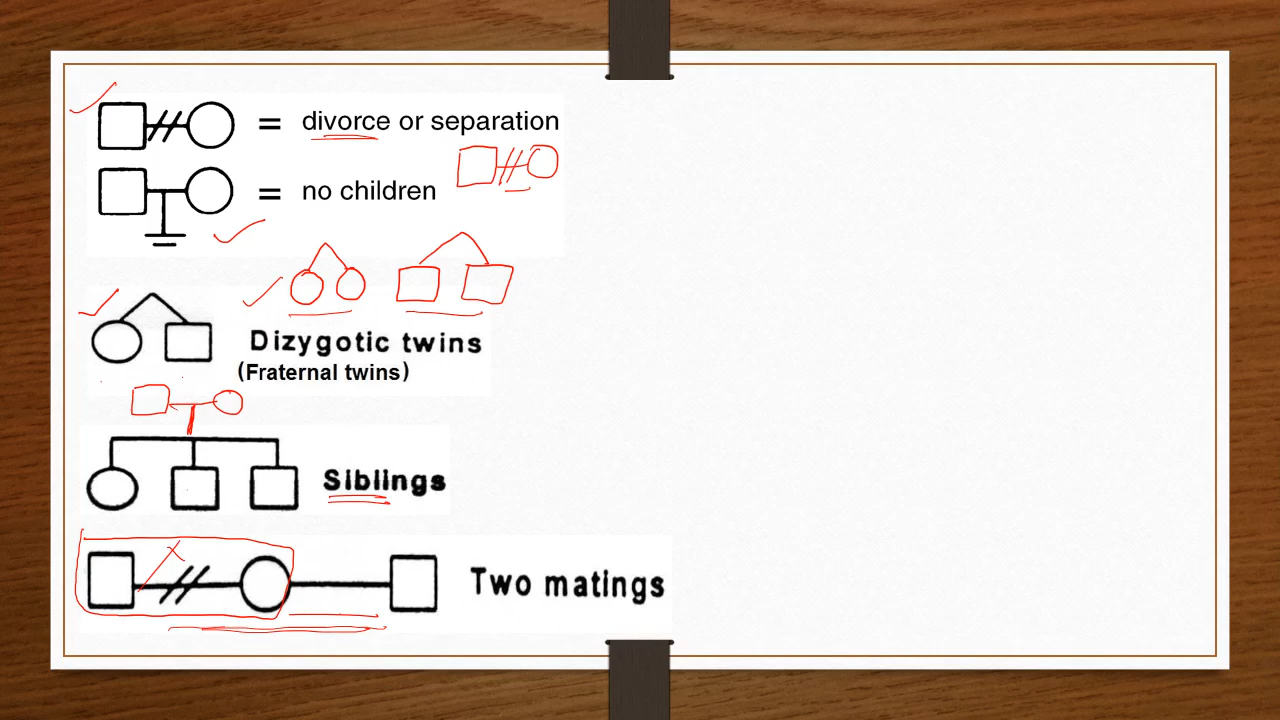 = divorce or separation
= no children
Dizygotic twins
(Fraternal twins)
Siblings
Two matings